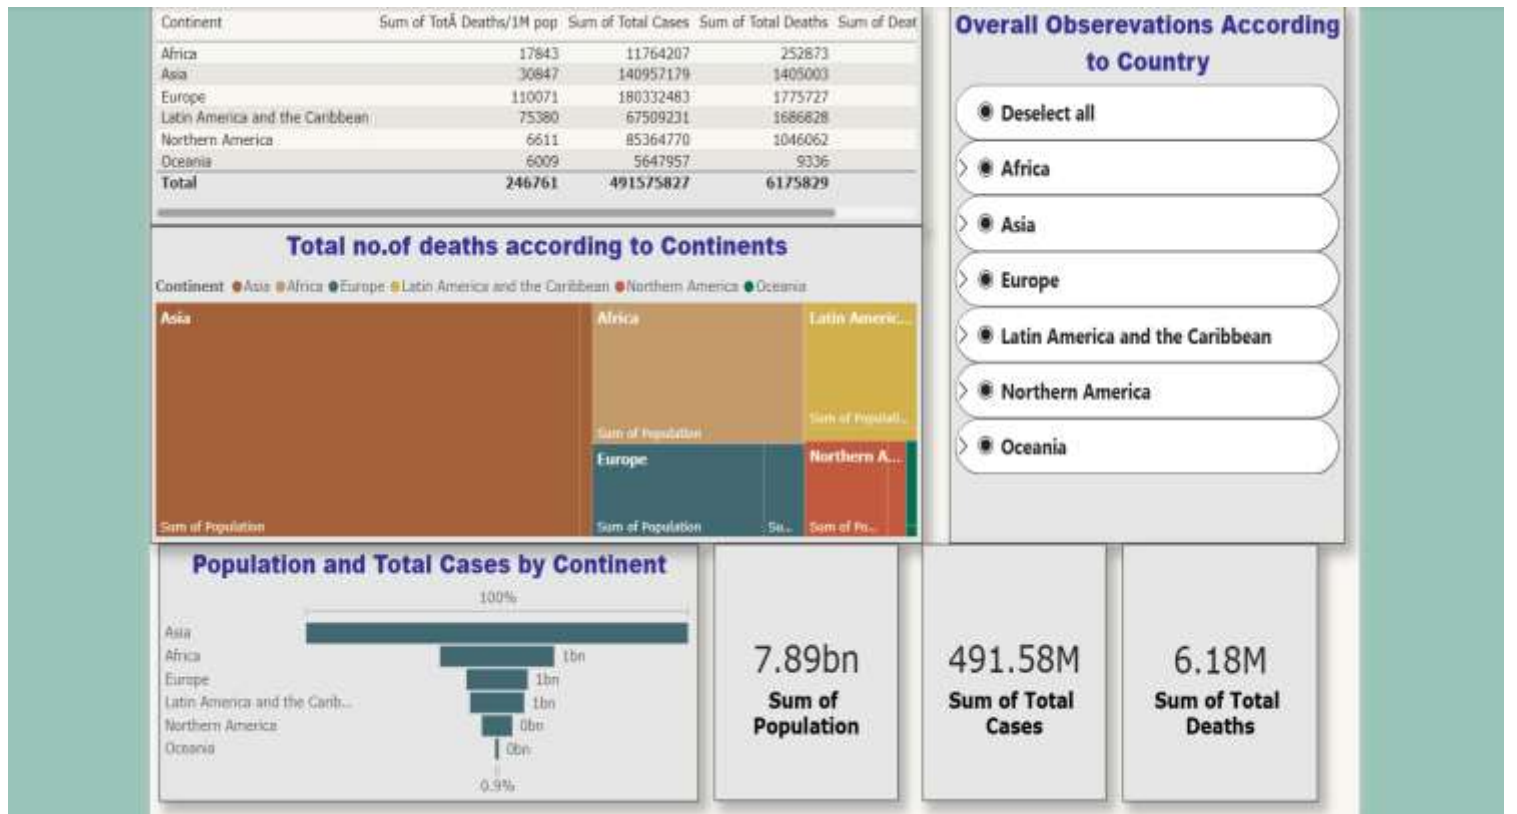 Continent Sum of TotÂ Deaths/1M pop Sum of Total Cases Sum of Total Deaths Sum of Deat
Africa 17843 11764207 252873
Asia 30847 140957179 1405003
Europe 110071 180332483 1775727
Latin America and the Caribbean 75380 67509231 1686828
Northern America 6611 85364770 1046062
Oceania 6009 5647957 9336
Total 246761 491575827 6175829
Overall Obserevations According
to Country
Deselect all
Africa
Asia
Europe
Latin America and the Caribbean
Northern America
Oceania
Total no.of deaths according to Continents
Continent Asia Africa Europe Latin America and the Caribbean Northern America Oceania
Asia
Sum of Population
Africa
Sum of Population
Latin Americ...
Sum of Populati...
Europe
Sum of Population
Su...
Northern A...
Sum of Po...
Population and Total Cases by Continent
100%
Asia
Africa 1bn
Europe 1bn
Latin America and the Carib... 1bn
Northern America 0bn
Oceania 0bn
0.9%
7.89bn
Sum of
Population
491.58M
Sum of Total
Cases
6.18M
Sum of Total
Deaths